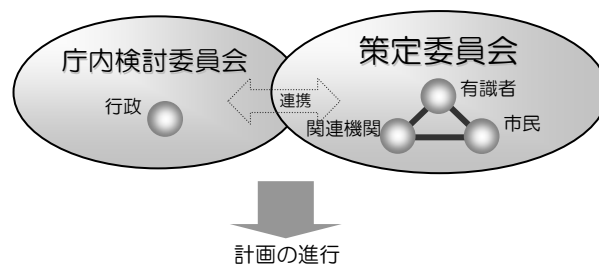 庁内検討委員会
策定委員会
行政
連携
有識者
関連機関
市民
計画の進行